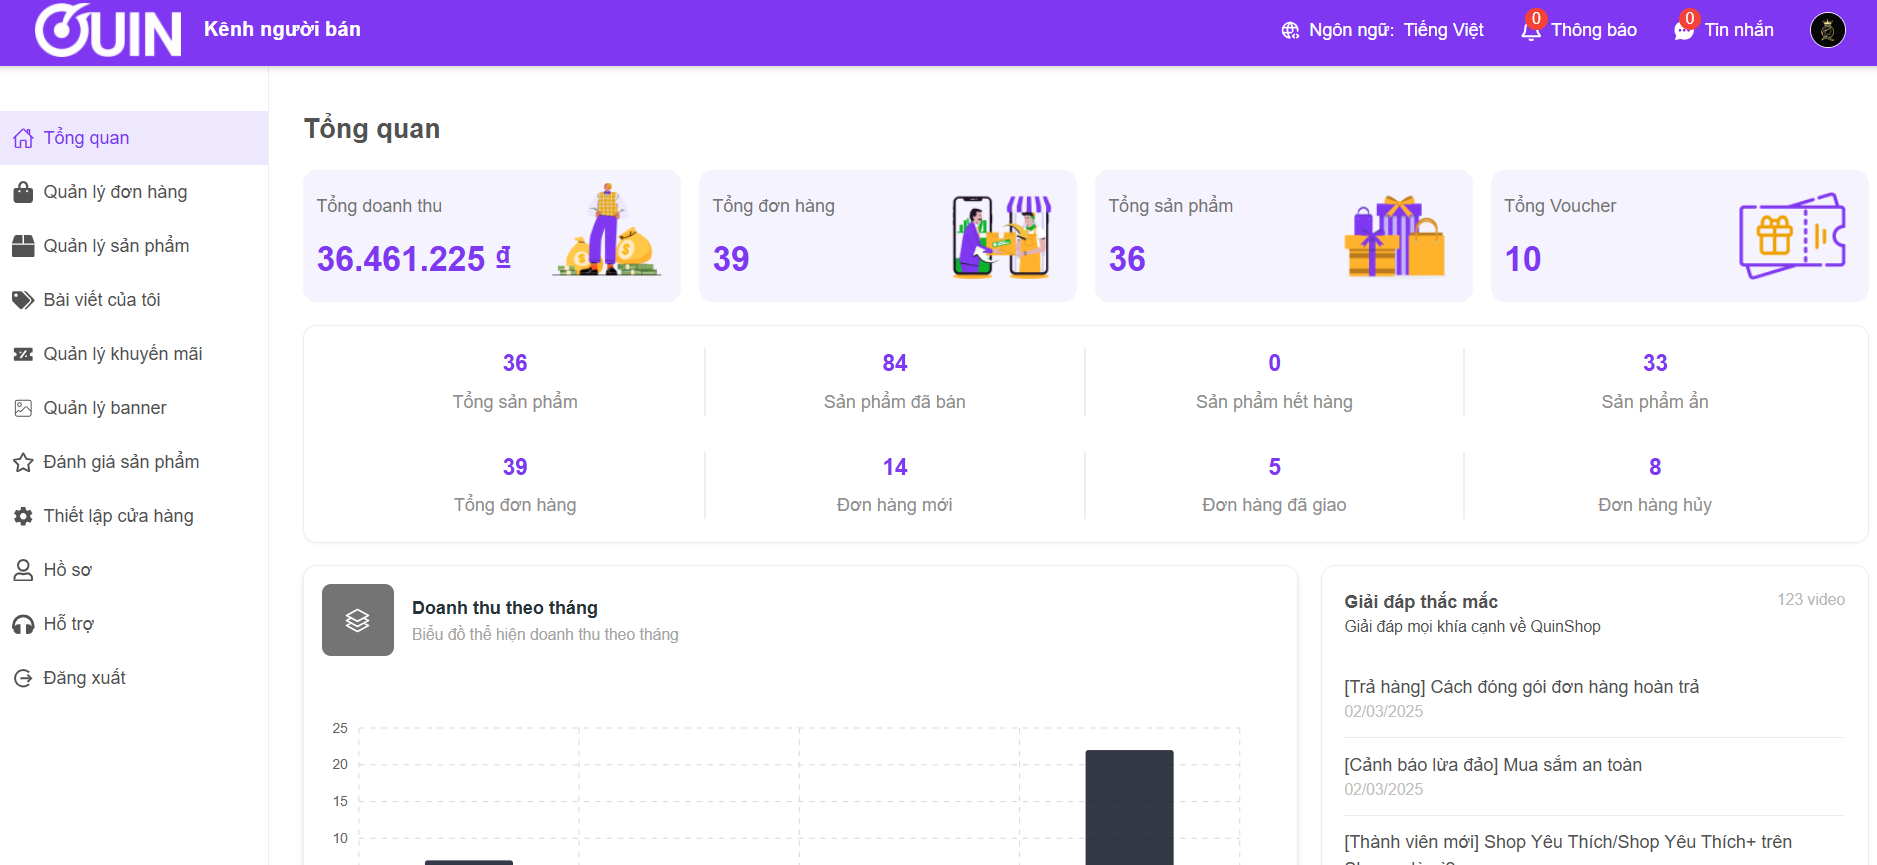 QUIN
Kênh người bán
Ngôn ngữ: Tiếng Việt
0
Thông báo
0
Tin nhắn
Tổng quan
Quản lý đơn hàng
Quản lý sản phẩm
Bài viết của tôi
Quản lý khuyến mãi
Quản lý banner
Đánh giá sản phẩm
Thiết lập cửa hàng
Hồ sơ
Hỗ trợ
Đăng xuất
Tổng quan
Tổng doanh thu
36.461.225 ₫
Tổng đơn hàng
39
Tổng sản phẩm
36
Tổng Voucher
10
36
Tổng sản phẩm
84
Sản phẩm đã bán
0
Sản phẩm hết hàng
33
Sản phẩm ẩn
39
Tổng đơn hàng
14
Đơn hàng mới
5
Đơn hàng đã giao
8
Đơn hàng hủy
Doanh thu theo tháng
Biểu đồ thể hiện doanh thu theo tháng
25
20
15
10
Giải đáp thắc mắc
123 video
Giải đáp mọi khía cạnh về QuinShop
[Trả hàng] Cách đóng gói đơn hàng hoàn trả
02/03/2025
[Cảnh báo lừa đảo] Mua sắm an toàn
02/03/2025
[Thành viên mới] Shop Yêu Thích/Shop Yêu Thích+ trên